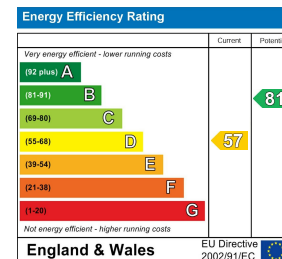 Energy Efficiency Rating
Current Potenti
Very energy efficient - lower running costs
(92 plus) A
(81-91) B
81
(69-80) C
(55-68) D
57
(39-54) E
(21-38) F
(1-20) G
Not energy efficient - higher running costs
England & Wales
EU Directive
2002/91/EC